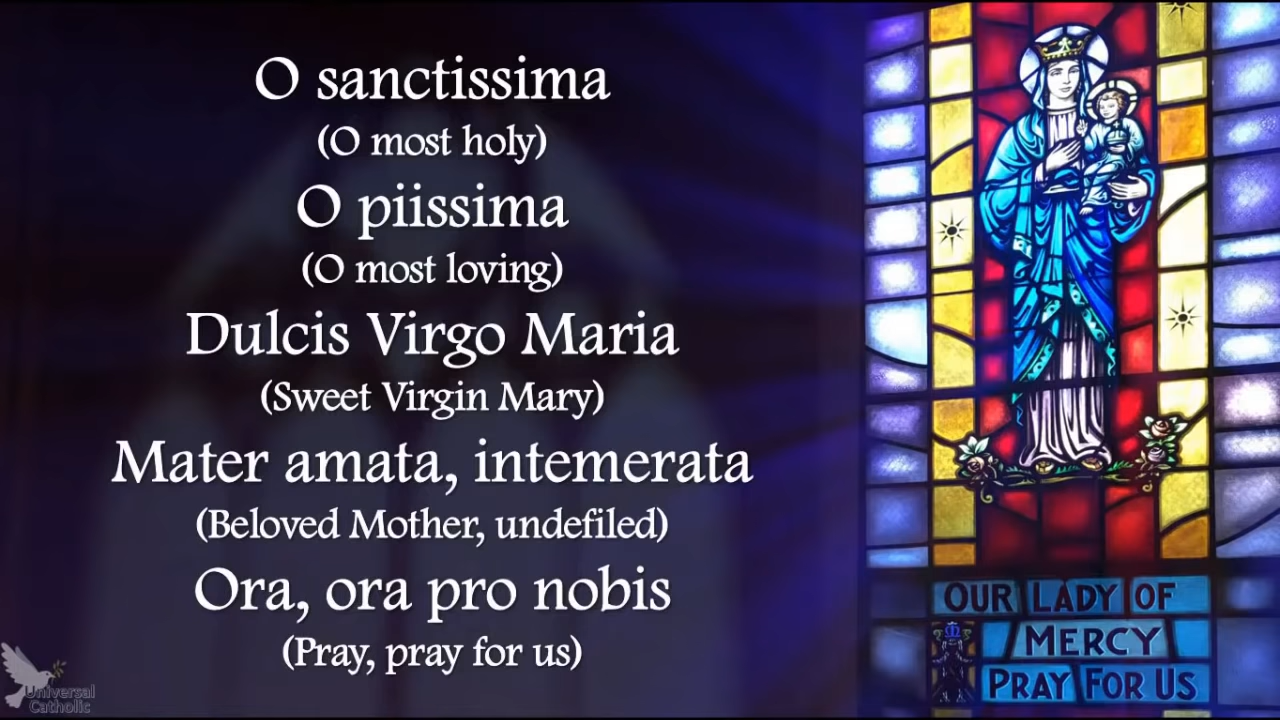 O sanctissima
(O most holy)
O piissima
(O most loving)
Dulcis Virgo Maria
(Sweet Virgin Mary)
Mater amata, intemerata
(Beloved Mother, undefiled)
Ora, ora pro nobis
(Pray, pray for us)
OUR LADY OF
MERCY
PRAY FOR US
Universal
Catholic